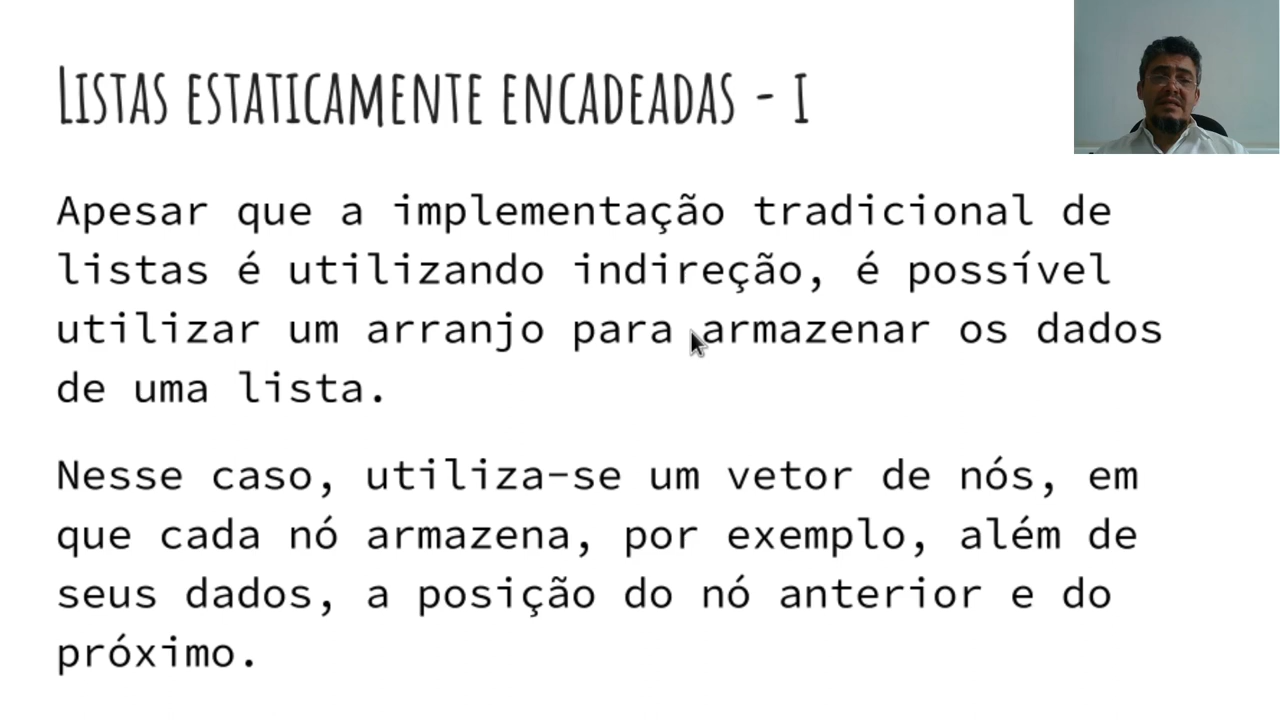 Listas estaticamente encadeadas - I
Apesar que a implementação tradicional de
listas é utilizando indireção, é possível
utilizar um arranjo para armazenar os dados
de uma lista.
Nesse caso, utiliza-se um vetor de nós, em
que cada nó armazena, por exemplo, além de
seus dados, a posição do nó anterior e do
próximo.